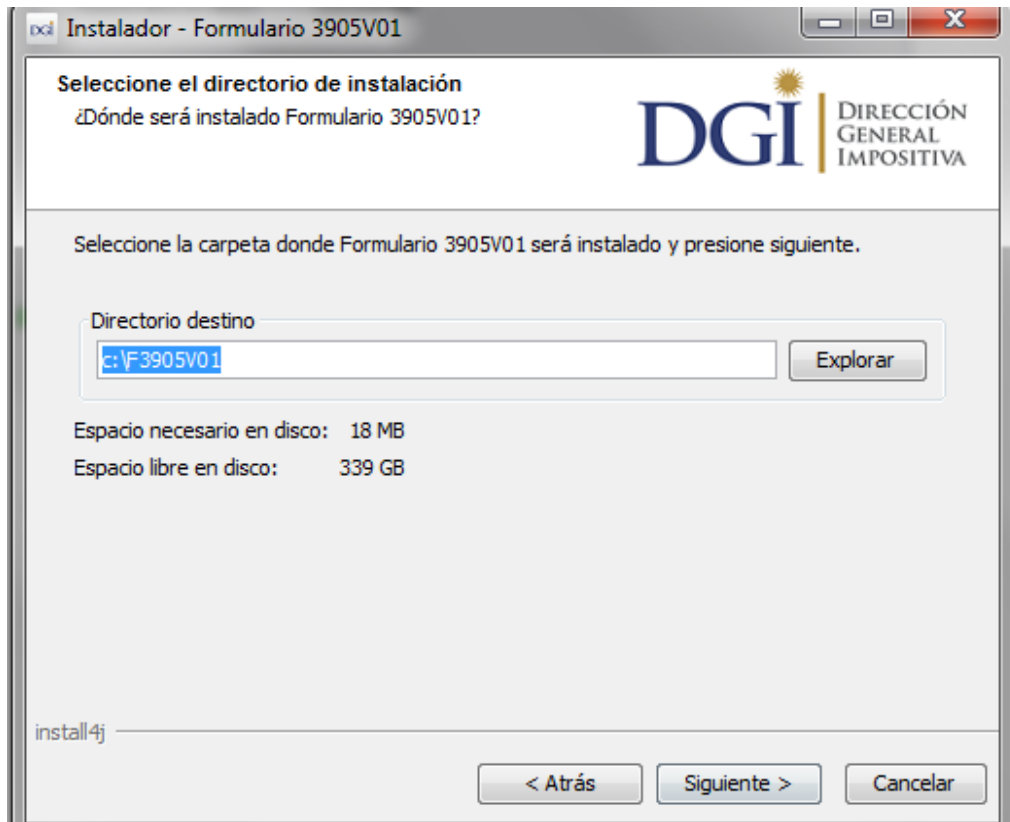 DGI Instalador - Formulario 3905V01
X
Seleccione el directorio de instalación
¿Dónde será instalado Formulario 3905V01?
DGI
DIRECCIÓN
GENERAL
IMPOSITIVA
Seleccione la carpeta donde Formulario 3905V01 será instalado y presione siguiente.
Directorio destino
c:\F3905V01
Explorar
Espacio necesario en disco: 18 MB
Espacio libre en disco: 339 GB
install4j
< Atrás
Siguiente >
Cancelar